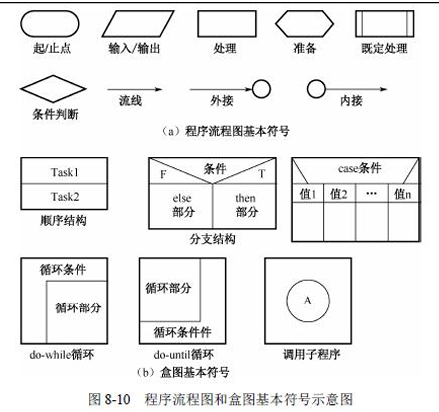 起/止点 输入/输出 处理 准备 既定处理
条件判断 流线 外接 内接
（a）程序流程图基本符号
Task1
Task2
顺序结构
条件
F T
else
部分
then
部分
分支结构
case条件
值1 值2 … 值n
循环条件
循环部分
do-while循环
循环部分
循环条件件
do-until循环
A
调用子程序
（b）盒图基本符号
图 8-10 程序流程图和盒图基本符号示意图